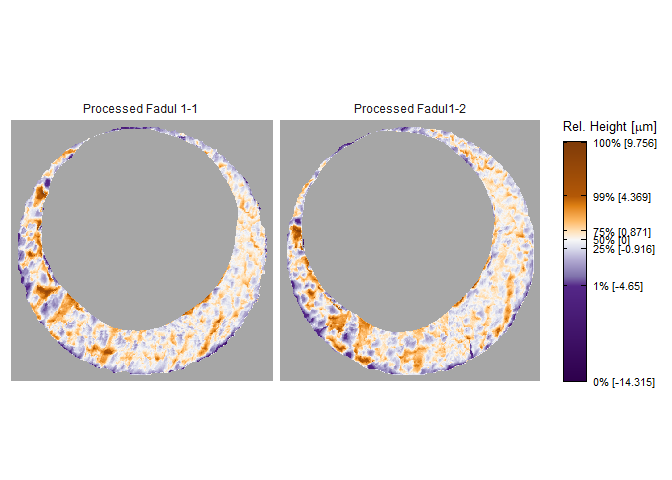 Processed Fadul 1-1
Processed Fadul1-2
Rel. Height [μm]
100% [9.756]
99% [4.369]
75% [0.871]
50% [0]
25% [-0.916]
1% [-4.65]
0% [-14.315]